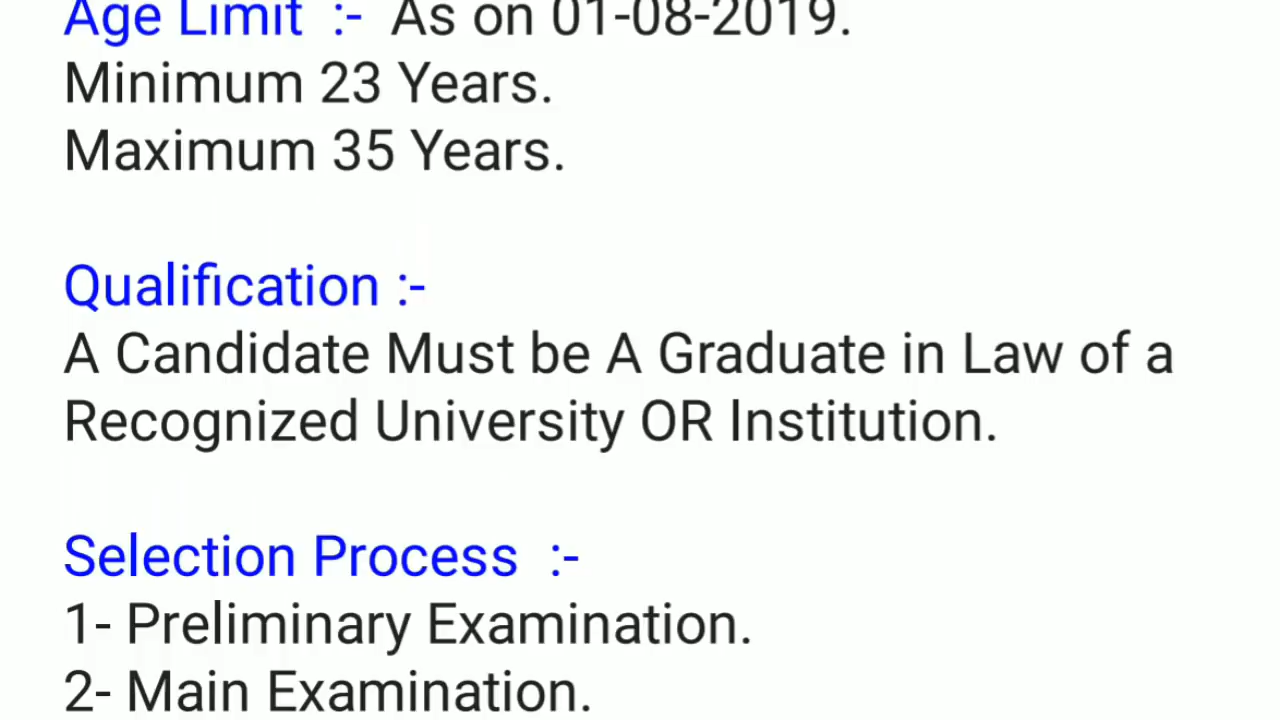 Age Limit :- As on 01-08-2019.
Minimum 23 Years.
Maximum 35 Years.
Qualification :-
A Candidate Must be A Graduate in Law of a
Recognized University OR Institution.
Selection Process :-
1- Preliminary Examination.
2- Main Examination.